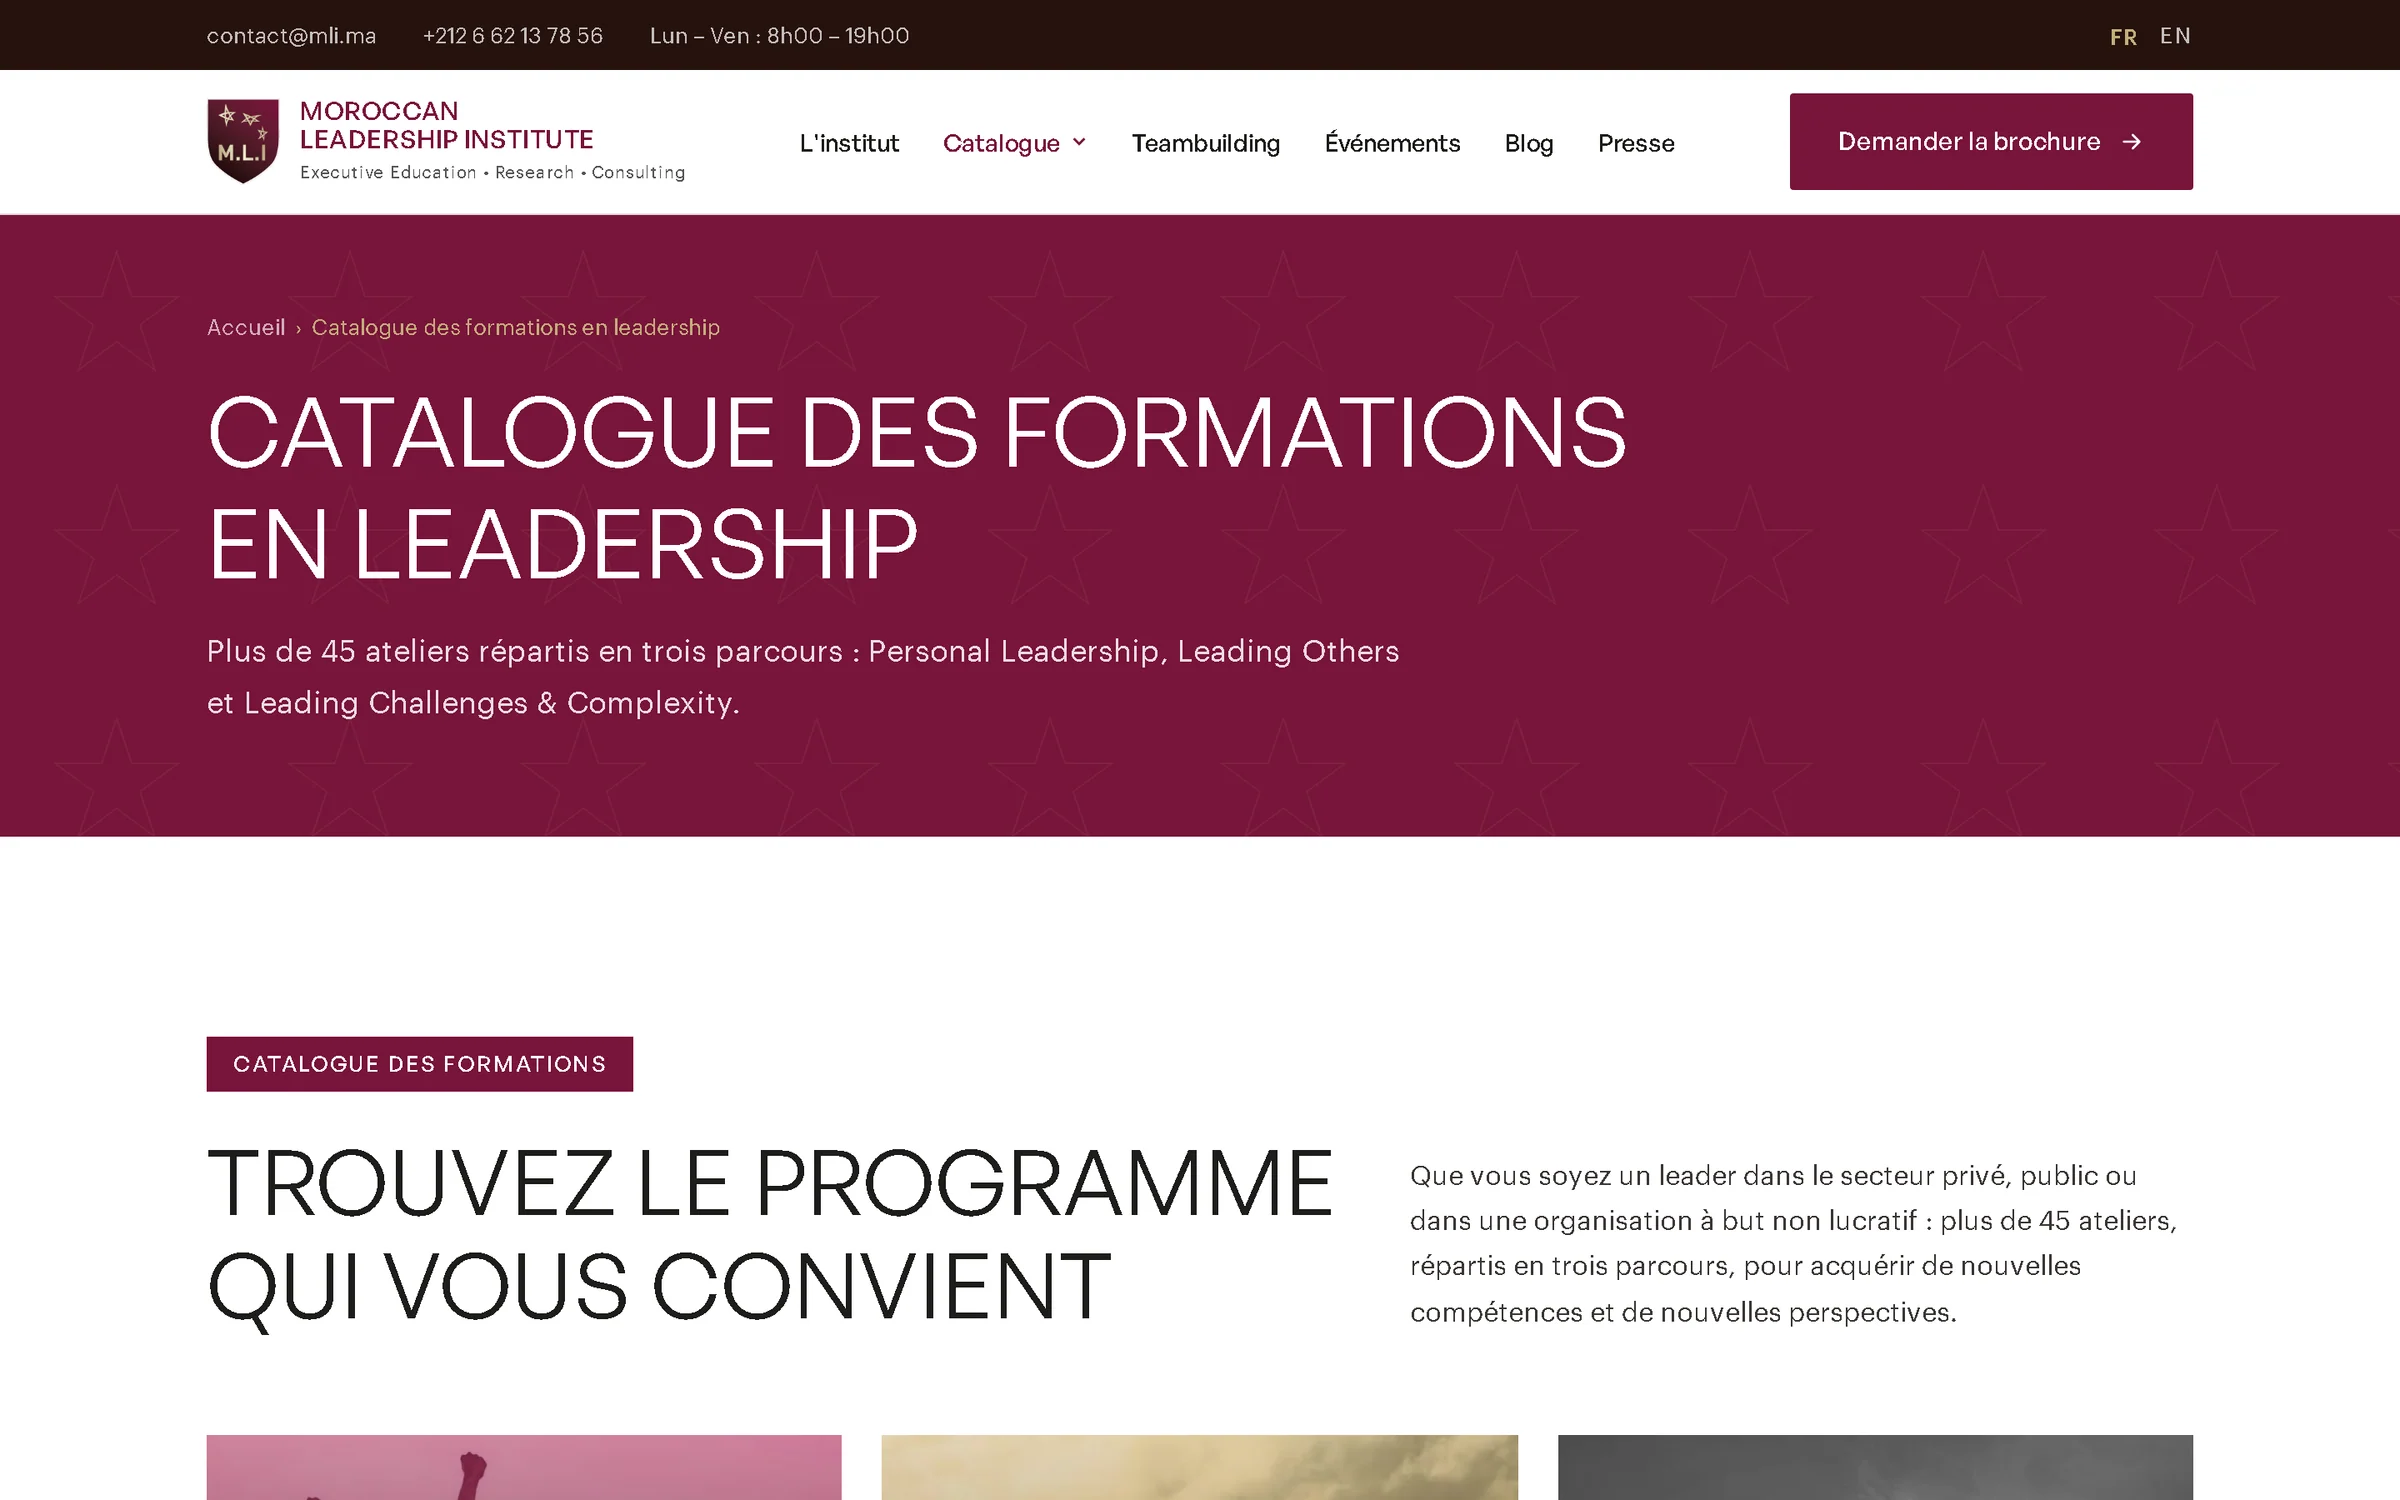 contact@mli.ma +212 6 62 13 78 56 Lun – Ven : 8h00 – 19h00 FR EN
M.L.I
MOROCCAN
LEADERSHIP INSTITUTE
Executive Education • Research • Consulting
L'institut Catalogue Teambuilding Événements Blog Presse Demander la brochure →
Accueil › Catalogue des formations en leadership
CATALOGUE DES FORMATIONS
EN LEADERSHIP
Plus de 45 ateliers répartis en trois parcours : Personal Leadership, Leading Others
et Leading Challenges & Complexity.
CATALOGUE DES FORMATIONS
TROUVEZ LE PROGRAMME
QUI VOUS CONVIENT
Que vous soyez un leader dans le secteur privé, public ou
dans une organisation à but non lucratif : plus de 45 ateliers,
répartis en trois parcours, pour acquérir de nouvelles
compétences et de nouvelles perspectives.